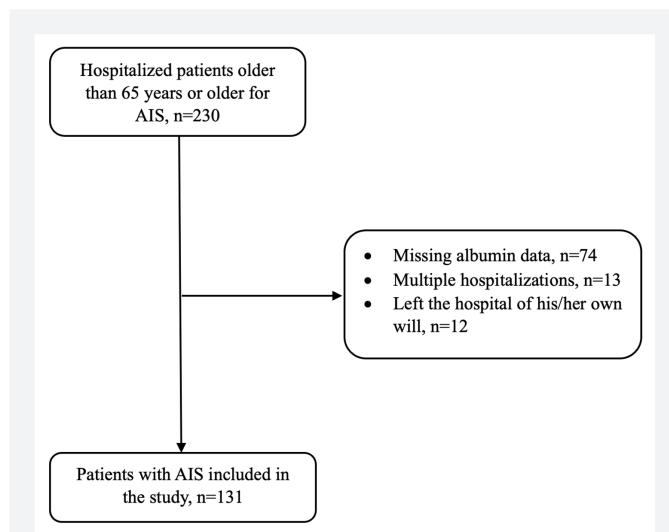 Hospitalized patients older
than 65 years or older for
AIS, n=230
• Missing albumin data, n=74
• Multiple hospitalizations, n=13
• Left the hospital of his/her own
will, n=12
Patients with AIS included in
the study, n=131